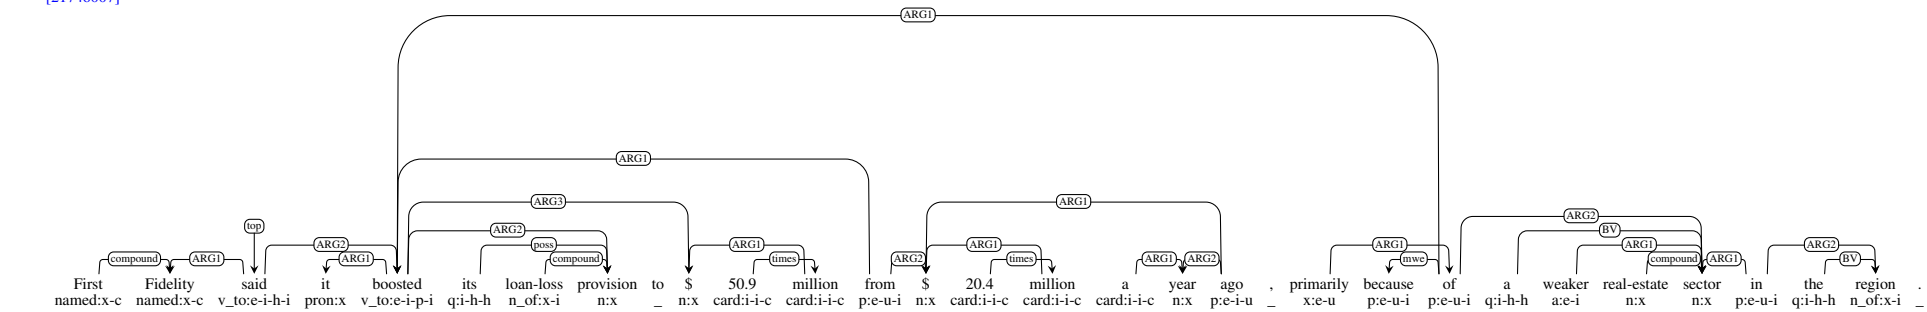 [21746007]
ARG1
ARG1
ARG3 ARG1
top ARG2 ARG2
ARG2 poss ARG1 ARG1 ARG1 BV ARG1 ARG2
compound ARG1 ARG1 compound times ARG2 times ARG1 ARG2 mwe compound ARG1 BV
First Fidelity said it boosted its loan-loss provision to $ 50.9 million from $ 20.4 million a year ago , primarily because of a weaker real-estate sector in the region .
named:x-c named:x-c v_to:e-i-h-i pron:x v_to:e-i-p-i q:i-h-h n_of:x-i n:x _ n:x card:i-i-c card:i-i-c p:e-u-i n:x card:i-i-c card:i-i-c card:i-i-c n:x p:e-i-u _ x:e-u p:e-u-i p:e-u-i q:i-h-h a:e-i n:x n:x p:e-u-i q:i-h-h n_of:x-i _